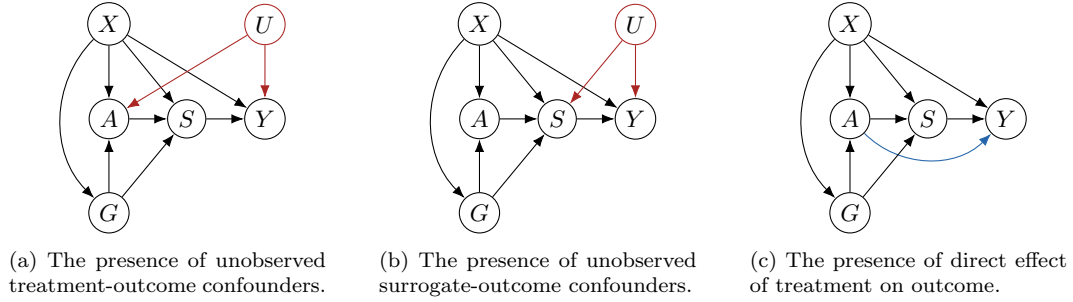 X U
A S Y
G
(a) The presence of unobserved
treatment-outcome confounders.
X U
A S Y
G
(b) The presence of unobserved
surrogate-outcome confounders.
X
A S Y
G
(c) The presence of direct effect
of treatment on outcome.